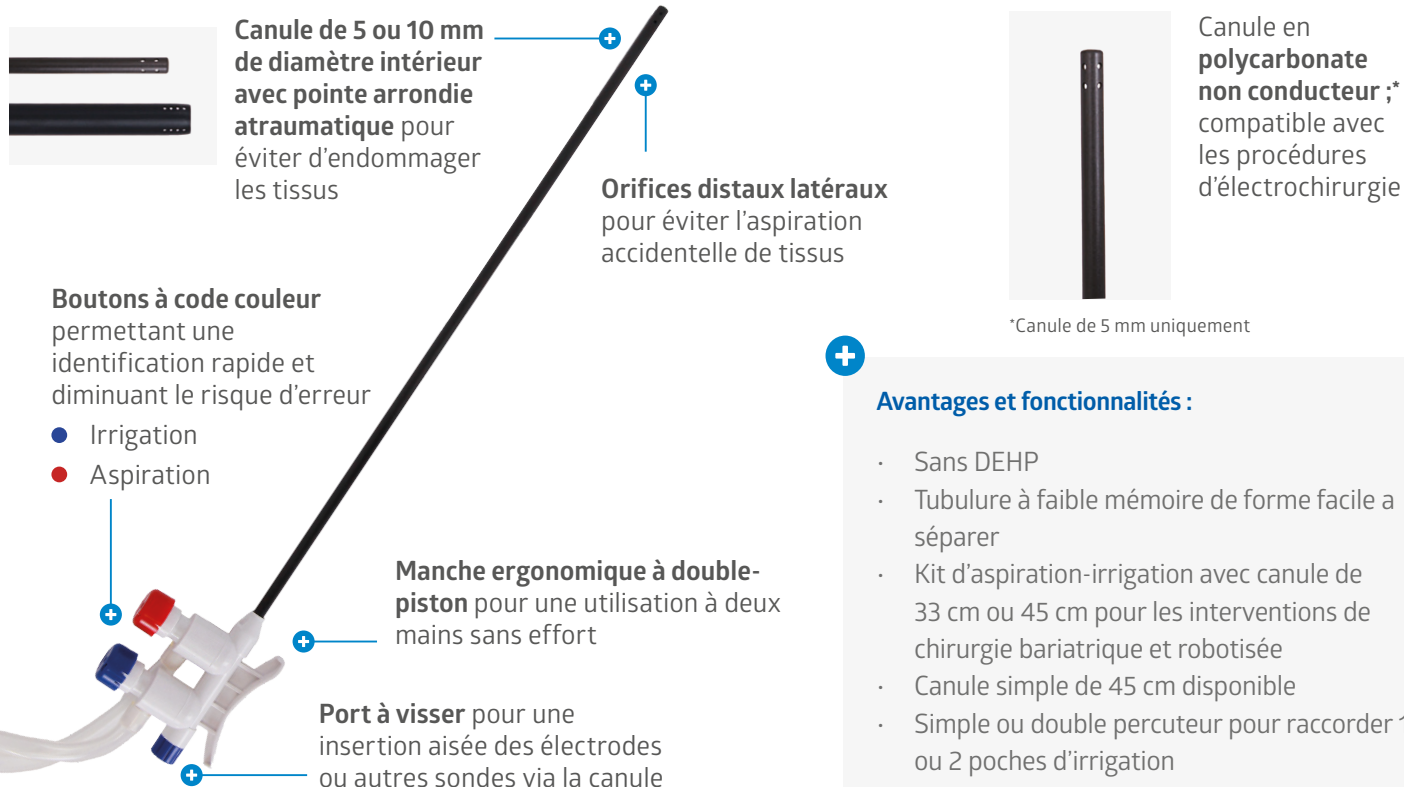 Canule de 5 ou 10 mm
de diamètre intérieur
avec pointe arrondie
atraumatique pour
éviter d'endommager
les tissus
Orifices distaux latéraux
pour éviter l'aspiration
accidentelle de tissus
Canule en
polycarbonate
non conducteur ;*
compatible avec
les procédures
d'électrochirurgie
*Canule de 5 mm uniquement
Boutons à code couleur
permettant une
identification rapide et
diminuant le risque d'erreur
Irrigation
Aspiration
Manche ergonomique à double-
piston pour une utilisation à deux
mains sans effort
Port à visser pour une
insertion aisée des électrodes
ou autres sondes via la canule
Avantages et fonctionnalités :
· Sans DEHP
· Tubulure à faible mémoire de forme facile a
séparer
· Kit d'aspiration-irrigation avec canule de
33 cm ou 45 cm pour les interventions de
chirurgie bariatrique et robotisée
· Canule simple de 45 cm disponible
· Simple ou double percuteur pour raccorder 1
ou 2 poches d'irrigation